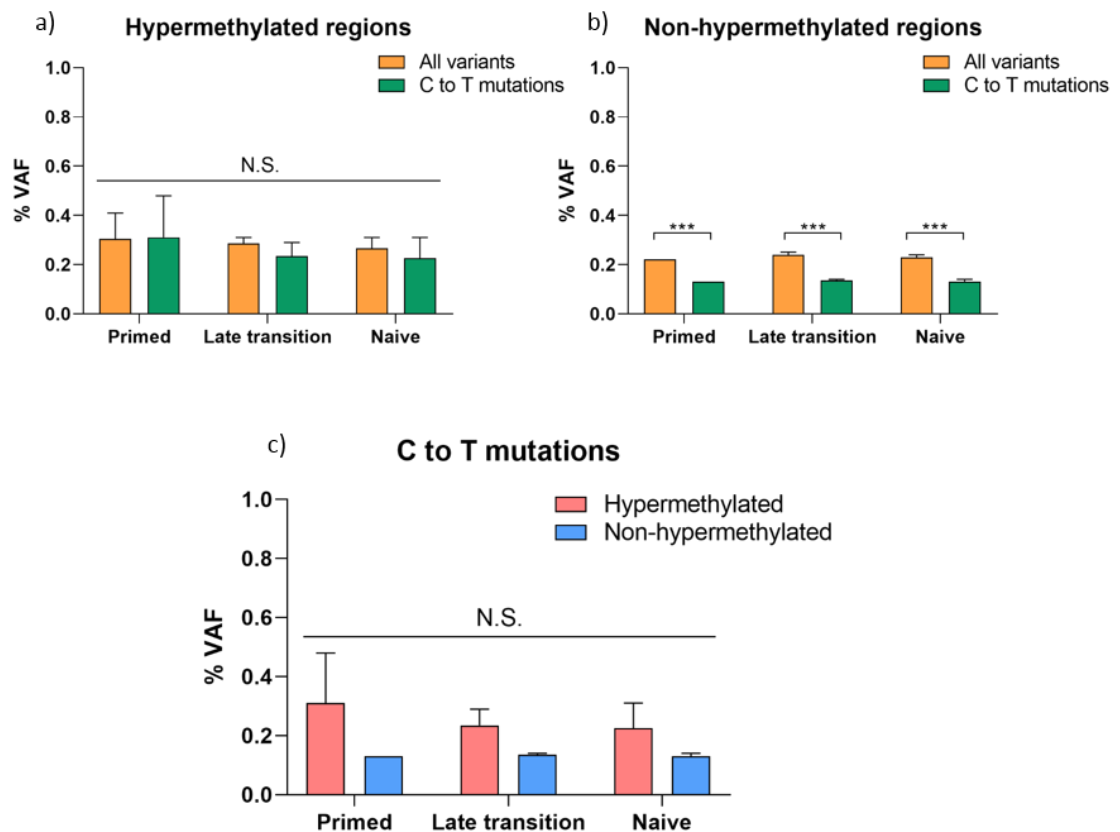 a)
Hypermethylated regions
All variants
C to T mutations
1.0
0.8
0.6
0.4
0.2
0.0
% VAF
N.S.
Primed
Late transition
Naive
b)
Non-hypermethylated regions
All variants
C to T mutations
1.0
0.8
0.6
0.4
0.2
0.0
% VAF
***
***
***
Primed
Late transition
Naive
c)
C to T mutations
Hypermethylated
Non-hypermethylated
1.0
0.8
0.6
0.4
0.2
0.0
% VAF
N.S.
Primed
Late transition
Naive